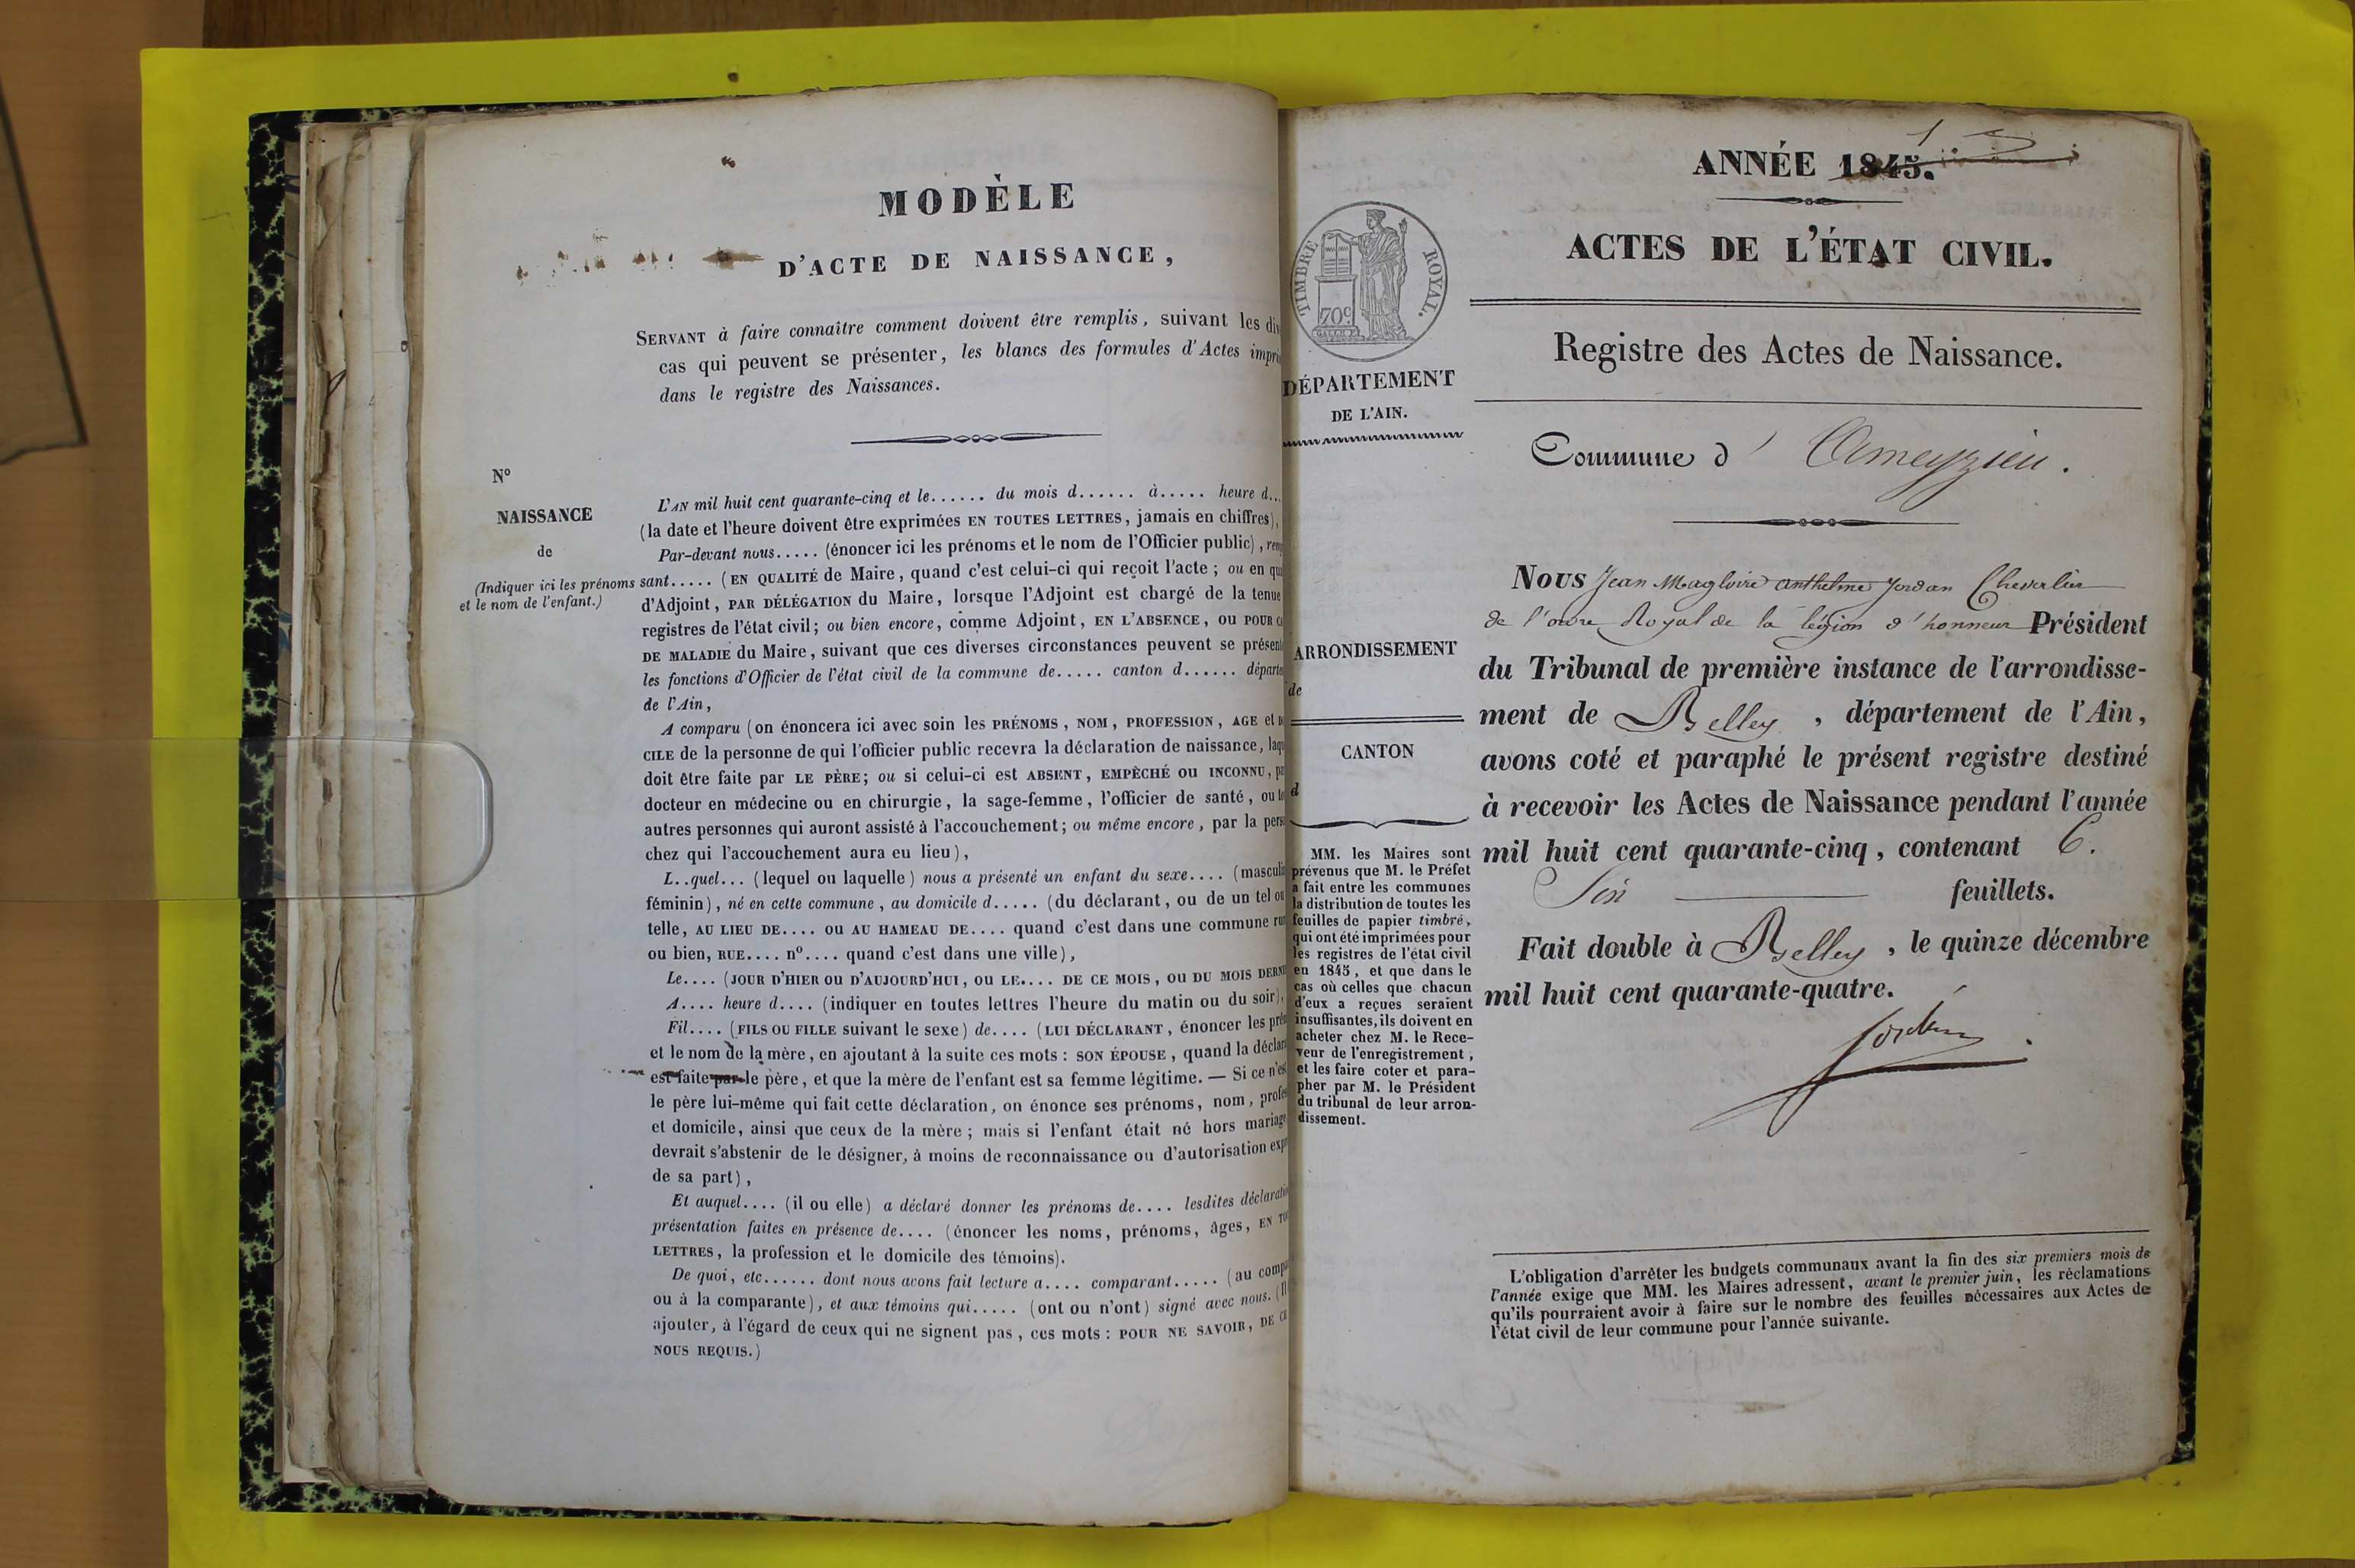 MODÈLE
D'ACTE DE NAISSANCE,
SERVANT à faire connaître comment doivent être remplis, suivant les
cas qui peuvent se présenter, les blancs des formules d'Actes
dans le registre des Naissances.
N°
NAISSANCE
de
(Indiquer ici les prénoms
et le nom de l'enfant.)
L'AN mil huit cent quarante-cinq et le...... du mois d...... à..... heure d...
(la date et l'heure doivent être exprimées EN TOUTES LETTRES, jamais en chiffres),
Par-devant nous..... (énoncer ici les prénoms et le nom de l'Officier public),
sant..... (EN QUALITÉ de Maire, quand c'est celui-ci qui reçoit l'acte; ou en
d'Adjoint, PAR DÉLÉGATION du Maire, lorsque l'Adjoint est chargé de la tenue
registres de l'état civil; ou bien encore, comme Adjoint, EN L'ABSENCE, OU POUR
DE MALADIE du Maire, suivant que ces diverses circonstances peuvent se
les fonctions d'Officier de l'état civil de la commune de..... canton d......
de l'Ain,
A comparu (on énoncera ici avec soin les PRÉNOMS, NOM, PROFESSION, AGE et
CILE de la personne de qui l'officier public recevra la déclaration de naissance,
doit être faite par LE PÈRE; ou si celui-ci est ABSENT, EMPÊCHÉ ou INCONNU,
docteur en médecine ou en chirurgie, la sage-femme, l'officier de santé, ou
autres personnes qui auront assisté à l'accouchement; ou même encore, par la
chez qui l'accouchement aura eu lieu),
L..quel... (lequel ou laquelle) nous a présenté un enfant du sexe....
féminin), né en cette commune, au domicile d..... (du déclarant, ou de un tel ou
telle, AU LIEU DE.... ou AU HAMEAU DE.... quand c'est dans une commune
ou bien, RUE.... n°.... quand c'est dans une ville),
Le.... (JOUR D'HIER OU D'AUJOURD'HUI, OU LE.... DE CE MOIS, OU DU MOIS
A.... heure d.... (indiquer en toutes lettres l'heure du matin ou du soir),
Fil.... (FILS OU FILLE suivant le sexe) de.... (LUI DÉCLARANT, énoncer les
et le nom de la mère, en ajoutant à la suite ces mots: SON ÉPOUSE, quand la
est faite par le père, et que la mère de l'enfant est sa femme légitime. — Si ce
le père lui-même qui fait cette déclaration, on énonce ses prénoms, nom,
et domicile, ainsi que ceux de la mère; mais si l'enfant était né hors mariage
devrait s'abstenir de le désigner, à moins de reconnaissance ou d'autorisation
de sa part),
Et auquel.... (il ou elle) a déclaré donner les prénoms de.... lesdites
présentation faites en présence de.... (énoncer les noms, prénoms, âges, EN
LETTRES, la profession et le domicile des témoins).
De quoi, etc...... dont nous avons fait lecture a.... comparant..... (au
ou à la comparante), et aux témoins qui..... (ont ou n'ont) signé avec nous.
ajouter, à l'égard de ceux qui ne signent pas, ces mots: POUR NE SAVOIR, DE CE
NOUS REQUIS.)
ANNÉE 1845.
ACTES DE L'ÉTAT CIVIL.
Registre des Actes de Naissance.
TIMBRE ROYAL.
70c
DÉPARTEMENT
DE L'AIN.
ARRONDISSEMENT
de
CANTON
d
MM. les Maires sont
prévenus que M. le Préfet
a fait entre les communes
la distribution de toutes les
feuilles de papier timbré,
qui ont été imprimées pour
les registres de l'état civil
en 1845, et que dans le
cas où celles que chacun
d'eux a reçues seraient
insuffisantes, ils doivent en
acheter chez M. le Rece-
veur de l'enregistrement,
et les faire coter et para-
pher par M. le Président
du tribunal de leur arron-
dissement.
Commune d' Ameyzieu.
Nous Jean Magloire anthelme Jordan Chevalier
de l'ordre Royal de la légion d'honneur Président
du Tribunal de première instance de l'arrondisse-
ment de Belley, département de l'Ain,
avons coté et paraphé le présent registre destiné
à recevoir les Actes de Naissance pendant l'année
mil huit cent quarante-cinq, contenant 6.
Six feuillets.
Fait double à Belley, le quinze décembre
mil huit cent quarante-quatre.
Jordan
L'obligation d'arrêter les budgets communaux avant la fin des six premiers mois de
l'année exige que MM. les Maires adressent, avant le premier juin, les réclamations
qu'ils pourraient avoir à faire sur le nombre des feuilles nécessaires aux Actes de
l'état civil de leur commune pour l'année suivante.